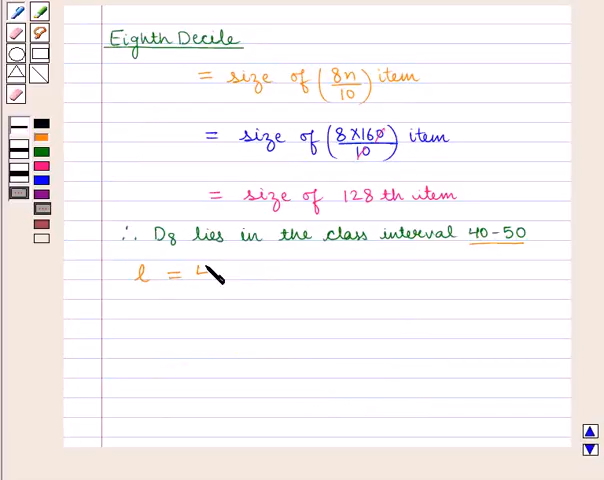 Eighth Decile
= size of (8n/10) item
= size of (8×160/10) item
= size of 128 th item
∴ D8 lies in the class interval 40-50
l = 4